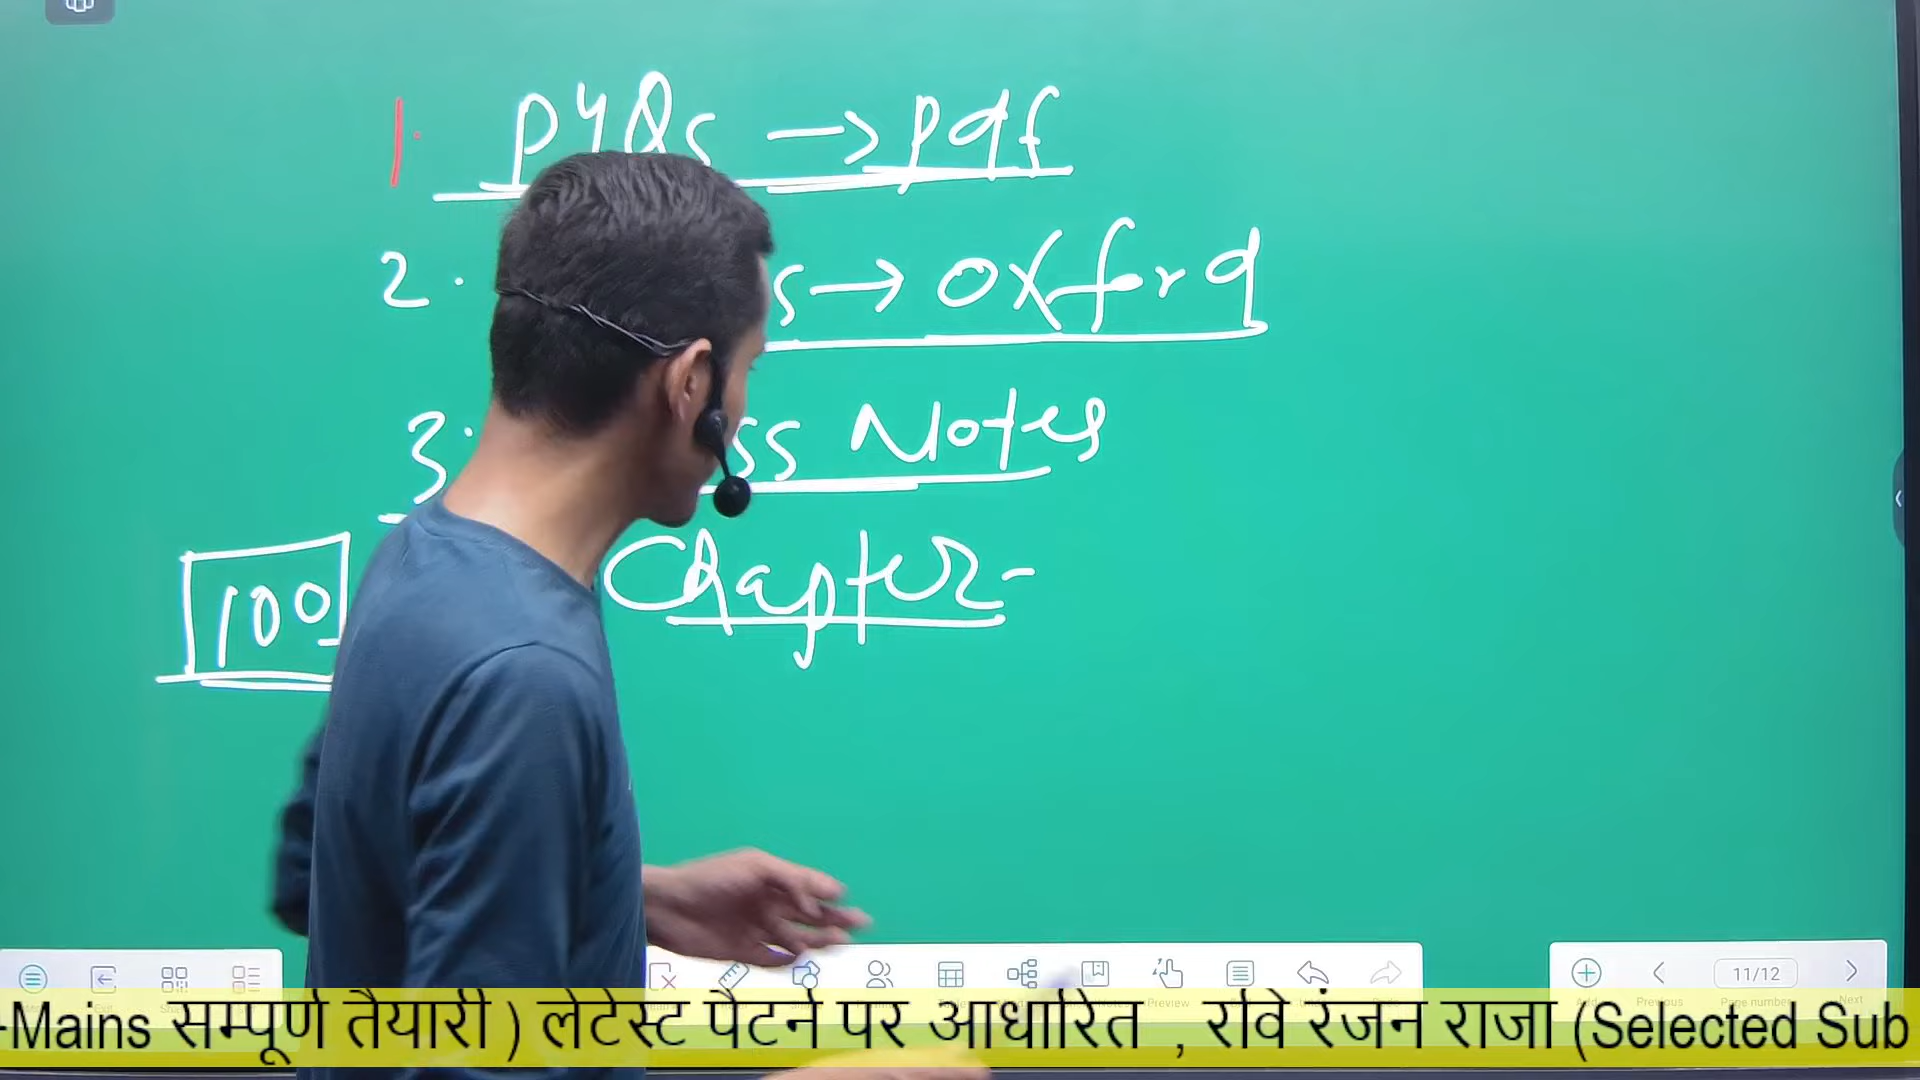 1. PYQs → pdf
2. s → oxford
3. ss Notes
100
Chapter-
11/12
-Mains सम्पूर्ण तैयारी ) लेटेस्ट पैटर्न पर आधारित , रवि रंजन राजा (Selected Sub